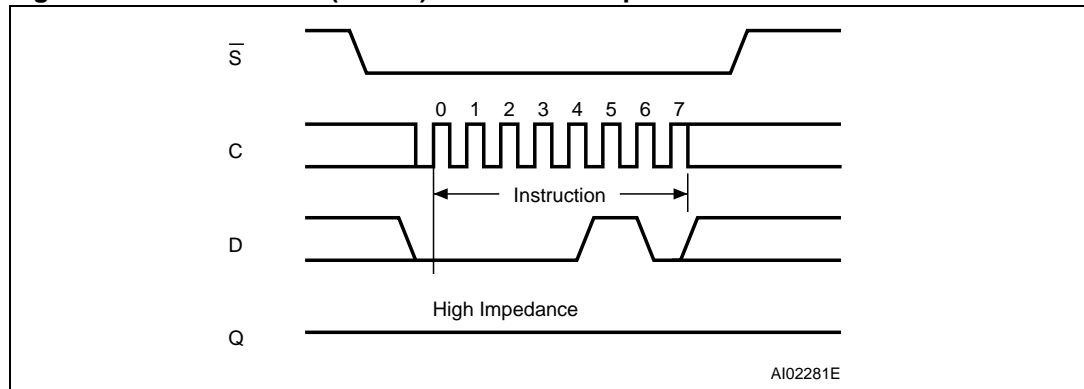 S̅
0 1 2 3 4 5 6 7
C
Instruction
D
High Impedance
Q
AI02281E